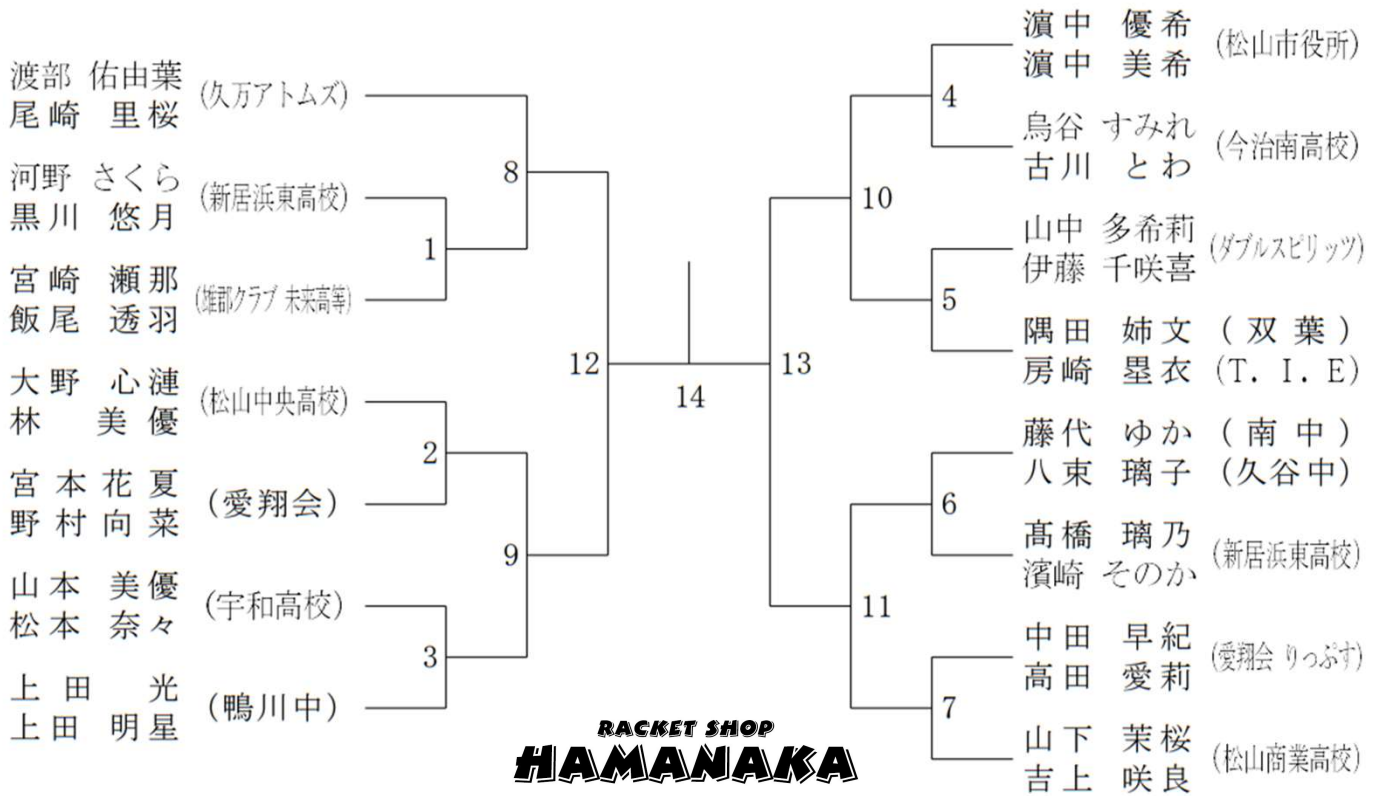 渡部 佑由葉 (久万アトムズ)
尾崎 里桜
河野 さくら (新居浜東高校)
黒川 悠月
宮崎 瀬那 (雄郡クラブ 未来高等)
飯尾 透羽
大野 心漣 (松山中央高校)
林 美優
宮本花夏 (愛翔会)
野村向菜
山本 美優 (宇和高校)
松本 奈々
上田 光 (鴨川中)
上田 明星
8
1
2
9
3
12
14
13
濵中 優希 (松山市役所)
濵中 美希
4
烏谷 すみれ (今治南高校)
古川 とわ
10
山中 多希莉 (ダブルスピリッツ)
伊藤 千咲喜
5
隅田 姉文 (双葉)
房崎 塁衣 (T. I. E)
藤代 ゆか (南中)
八束 璃子 (久谷中)
6
髙橋 璃乃 (新居浜東高校)
濱崎 そのか
11
中田 早紀 (愛翔会 りっぷす)
高田 愛莉
7
山下 茉桜 (松山商業高校)
吉上 咲良
RACKET SHOP
HAMANAKA